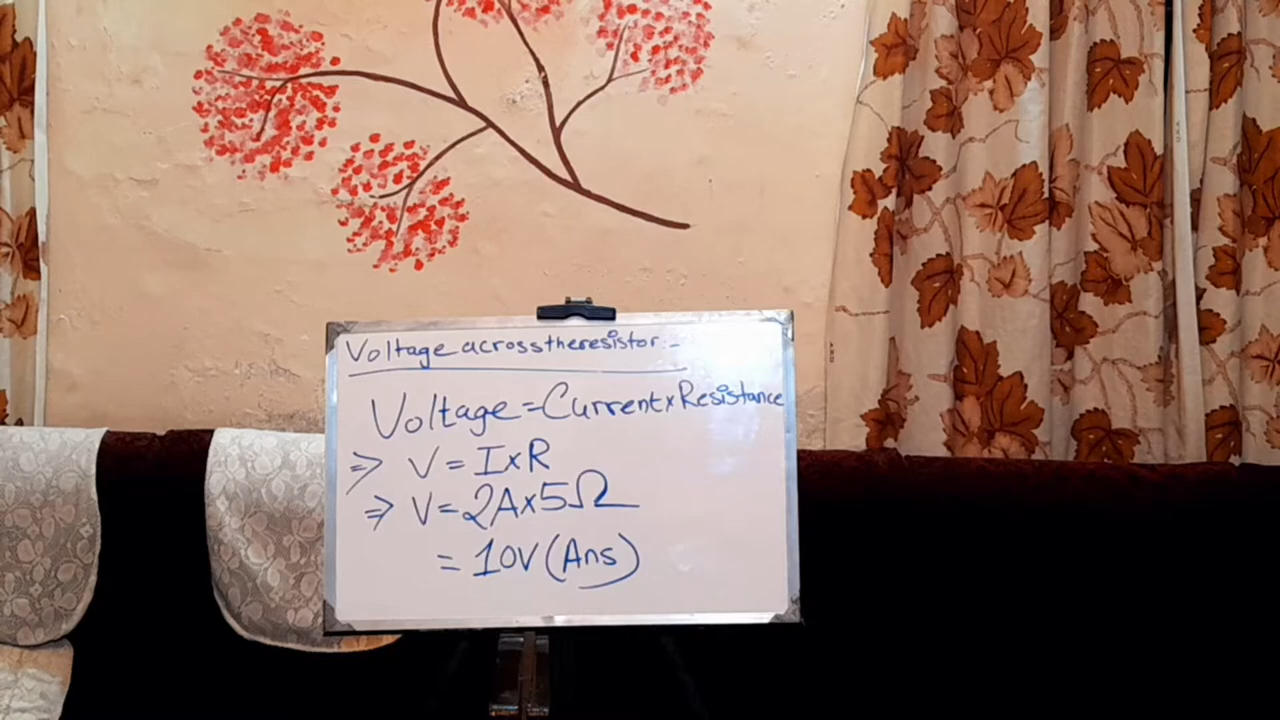 Voltage across the resistor:-
Voltage = Current x Resistance
⇒ V = I x R
⇒ V = 2A x 5Ω
= 10V (Ans)